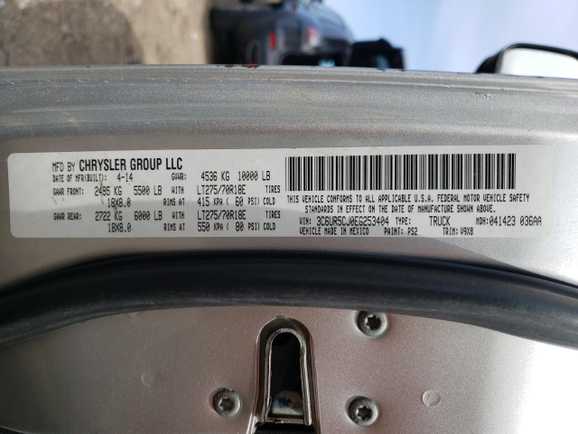 MFD BY CHRYSLER GROUP LLC
DATE OF MFR(BUILT): 4-14 GVWR: 4536 KG 10000 LB
GAWR FRONT: 2495 KG 5500 LB WITH LT275/70R18E TIRES
18X8.0 RIMS AT 415 KPA ( 60 PSI) COLD
GAWR REAR: 2722 KG 6000 LB WITH LT275/70R18E TIRES
18X8.0 RIMS AT 550 KPA ( 80 PSI) COLD
THIS VEHICLE CONFORMS TO ALL APPLICABLE U.S.A. FEDERAL MOTOR VEHICLE SAFETY
STANDARDS IN EFFECT ON THE DATE OF MANUFACTURE SHOWN ABOVE.
VIN: 3C6UR5CJ0EG253404 TYPE: TRUCK MDH:041423 036AA
VEHICLE MADE IN MEXICO PAINT: PS2 TRIM: V9X8